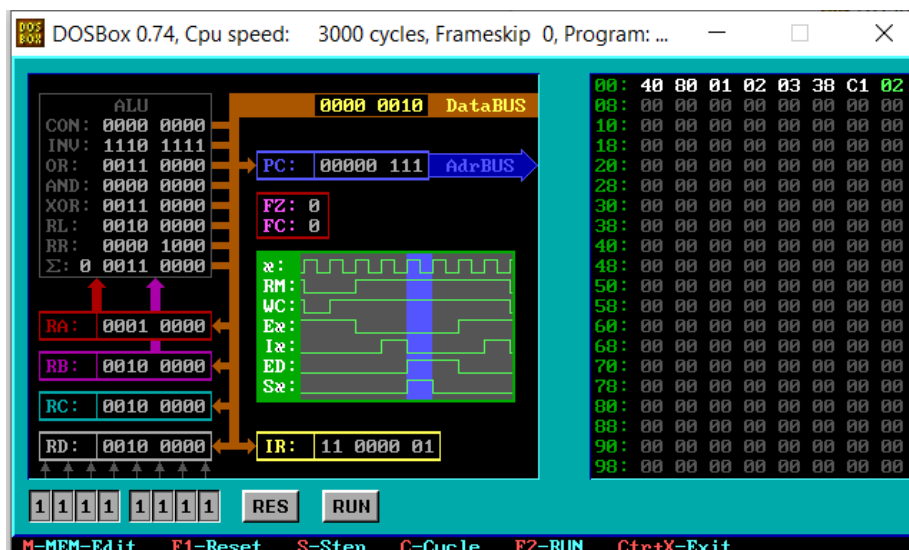 DOSBox 0.74, Cpu speed: 3000 cycles, Frameskip 0, Program: ...
ALU
CON: 0000 0000
INV: 1110 1111
OR: 0011 0000
AND: 0000 0000
XOR: 0011 0000
RL: 0010 0000
RR: 0000 1000
Σ: 0 0011 0000
0000 0010 DataBUS
PC: 00000 111 AdrBUS
FZ: 0
FC: 0
æ:
RM:
WC:
Eæ:
Iæ:
ED:
Sæ:
RA: 0001 0000
RB: 0010 0000
RC: 0010 0000
RD: 0010 0000
IR: 11 0000 01
1 1 1 1 1 1 1 1
RES RUN
00: 40 80 01 02 03 38 C1 02
08: 00 00 00 00 00 00 00 00
10: 00 00 00 00 00 00 00 00
18: 00 00 00 00 00 00 00 00
20: 00 00 00 00 00 00 00 00
28: 00 00 00 00 00 00 00 00
30: 00 00 00 00 00 00 00 00
38: 00 00 00 00 00 00 00 00
40: 00 00 00 00 00 00 00 00
48: 00 00 00 00 00 00 00 00
50: 00 00 00 00 00 00 00 00
58: 00 00 00 00 00 00 00 00
60: 00 00 00 00 00 00 00 00
68: 00 00 00 00 00 00 00 00
70: 00 00 00 00 00 00 00 00
78: 00 00 00 00 00 00 00 00
80: 00 00 00 00 00 00 00 00
88: 00 00 00 00 00 00 00 00
90: 00 00 00 00 00 00 00 00
98: 00 00 00 00 00 00 00 00
M-MEM-Edit F1-Reset S-Step C-Cycle F2-RUN Ctr+X-Exit